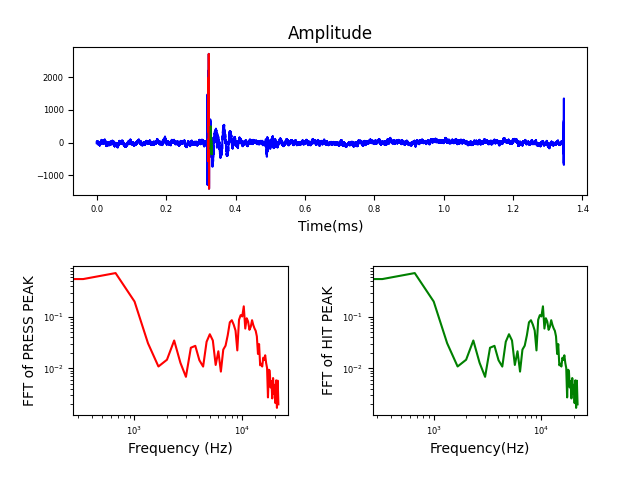 Amplitude
2000
1000
0
−1000
0.0 0.2 0.4 0.6 0.8 1.0 1.2 1.4
Time(ms)
FFT of PRESS PEAK
10⁻¹
10⁻²
10³ 10⁴
Frequency (Hz)
FFT of HIT PEAK
10⁻¹
10⁻²
10³ 10⁴
Frequency(Hz)